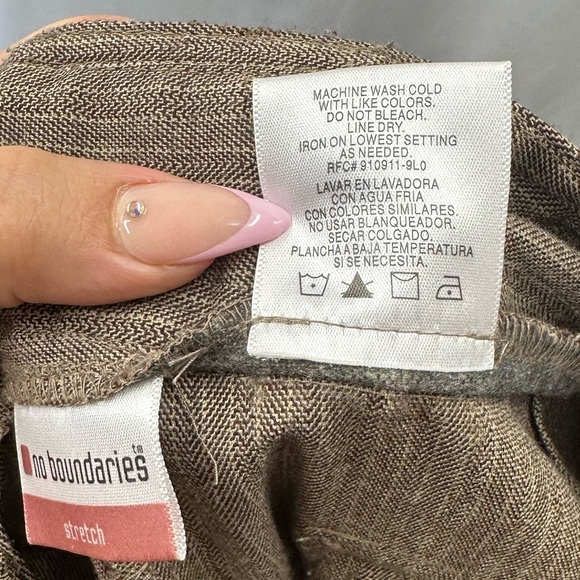 MACHINE WASH COLD
WITH LIKE COLORS.
DO NOT BLEACH.
LINE DRY.
IRON ON LOWEST SETTING
AS NEEDED.
RFC# 910911-9L0
LAVAR EN LAVADORA
CON AGUA FRIA
CON COLORES SIMILARES.
NO USAR BLANQUEADOR.
SECAR COLGADO.
PLANCHA A BAJA TEMPERATURA
SI SE NECESITA.
no boundaries™
stretch